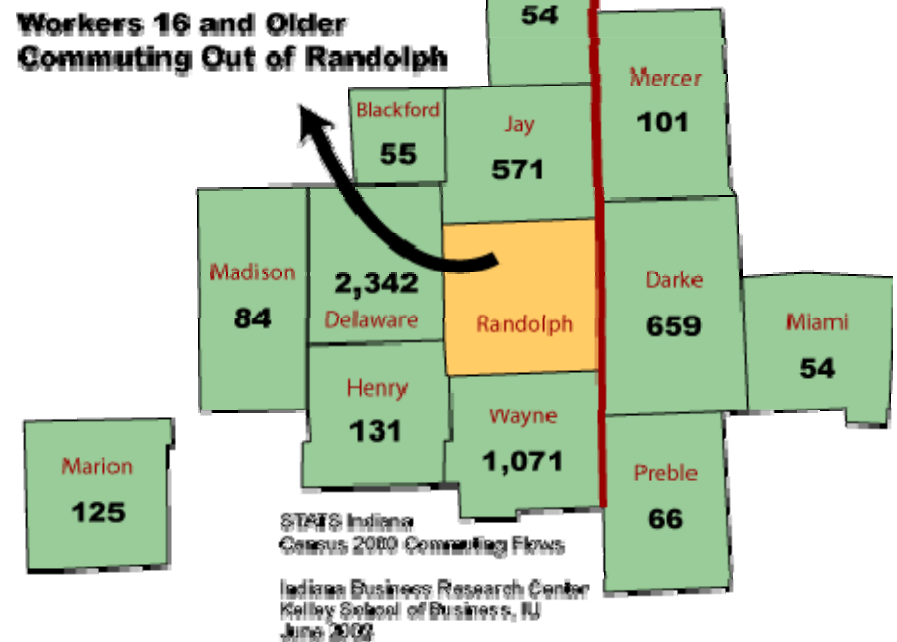 Workers 16 and Older
Commuting Out of Randolph
54
Mercer
101
Blackford
55
Jay
571
Madison
84
2,342
Delaware
Randolph
Darke
659
Miami
54
Henry
131
Wayne
1,071
Marion
125
Preble
66
STATS Indiana
Census 2000 Commuting Flows
Indiana Business Research Center
Kelley School of Business, IU
June